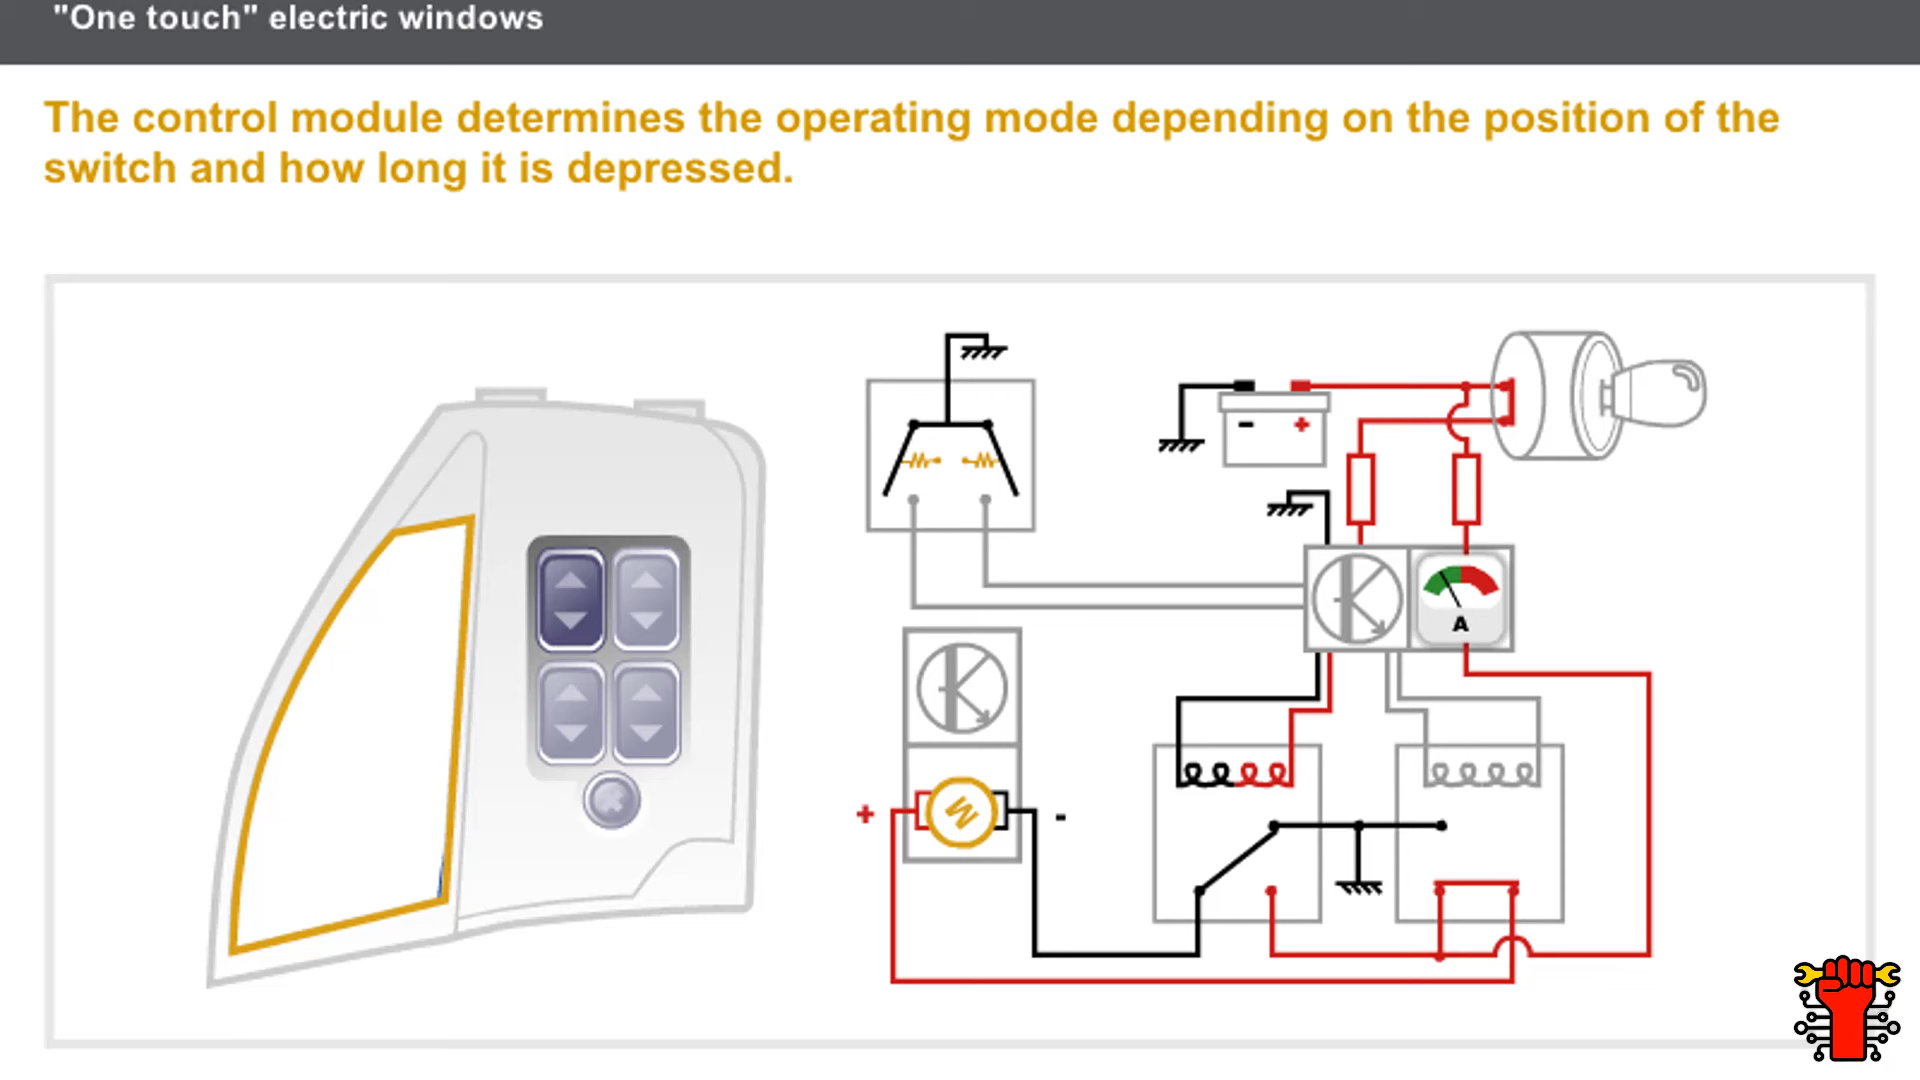 "One touch" electric windows
The control module determines the operating mode depending on the position of the
switch and how long it is depressed.
- +
A
+ M -